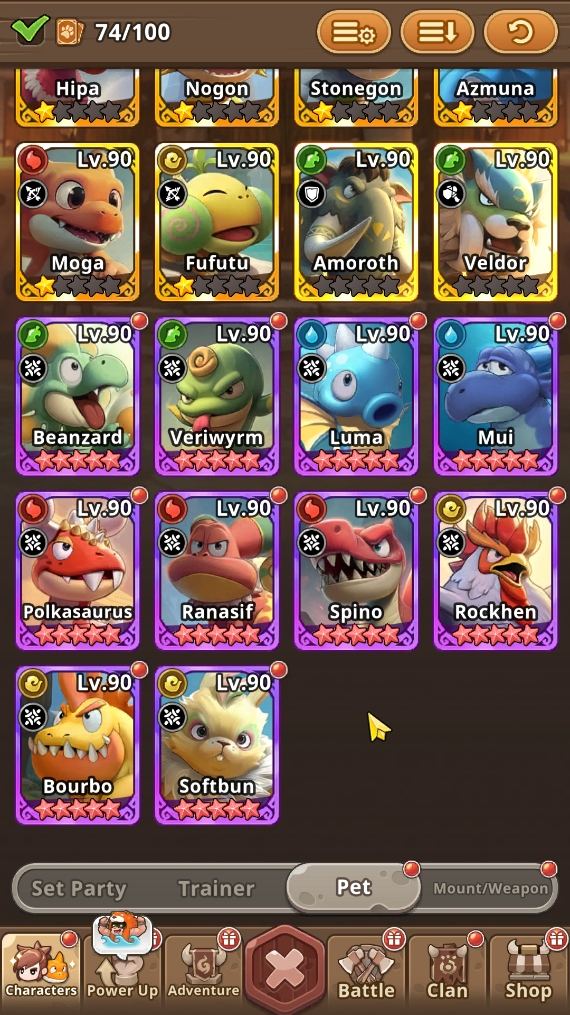 74/100
Hipa Nogon Stonegon Azmuna
Lv.90 Lv.90 Lv.90 Lv.90
Moga Fufutu Amoroth Veldor
Lv.90 Lv.90 Lv.90 Lv.90
Beanzard Veriwyrm Luma Mui
Lv.90 Lv.90 Lv.90 Lv.90
Polkasaurus Ranasif Spino Rockhen
Lv.90 Lv.90
Bourbo Softbun
Set Party Trainer Pet Mount/Weapon
Characters Power Up Adventure Battle Clan Shop